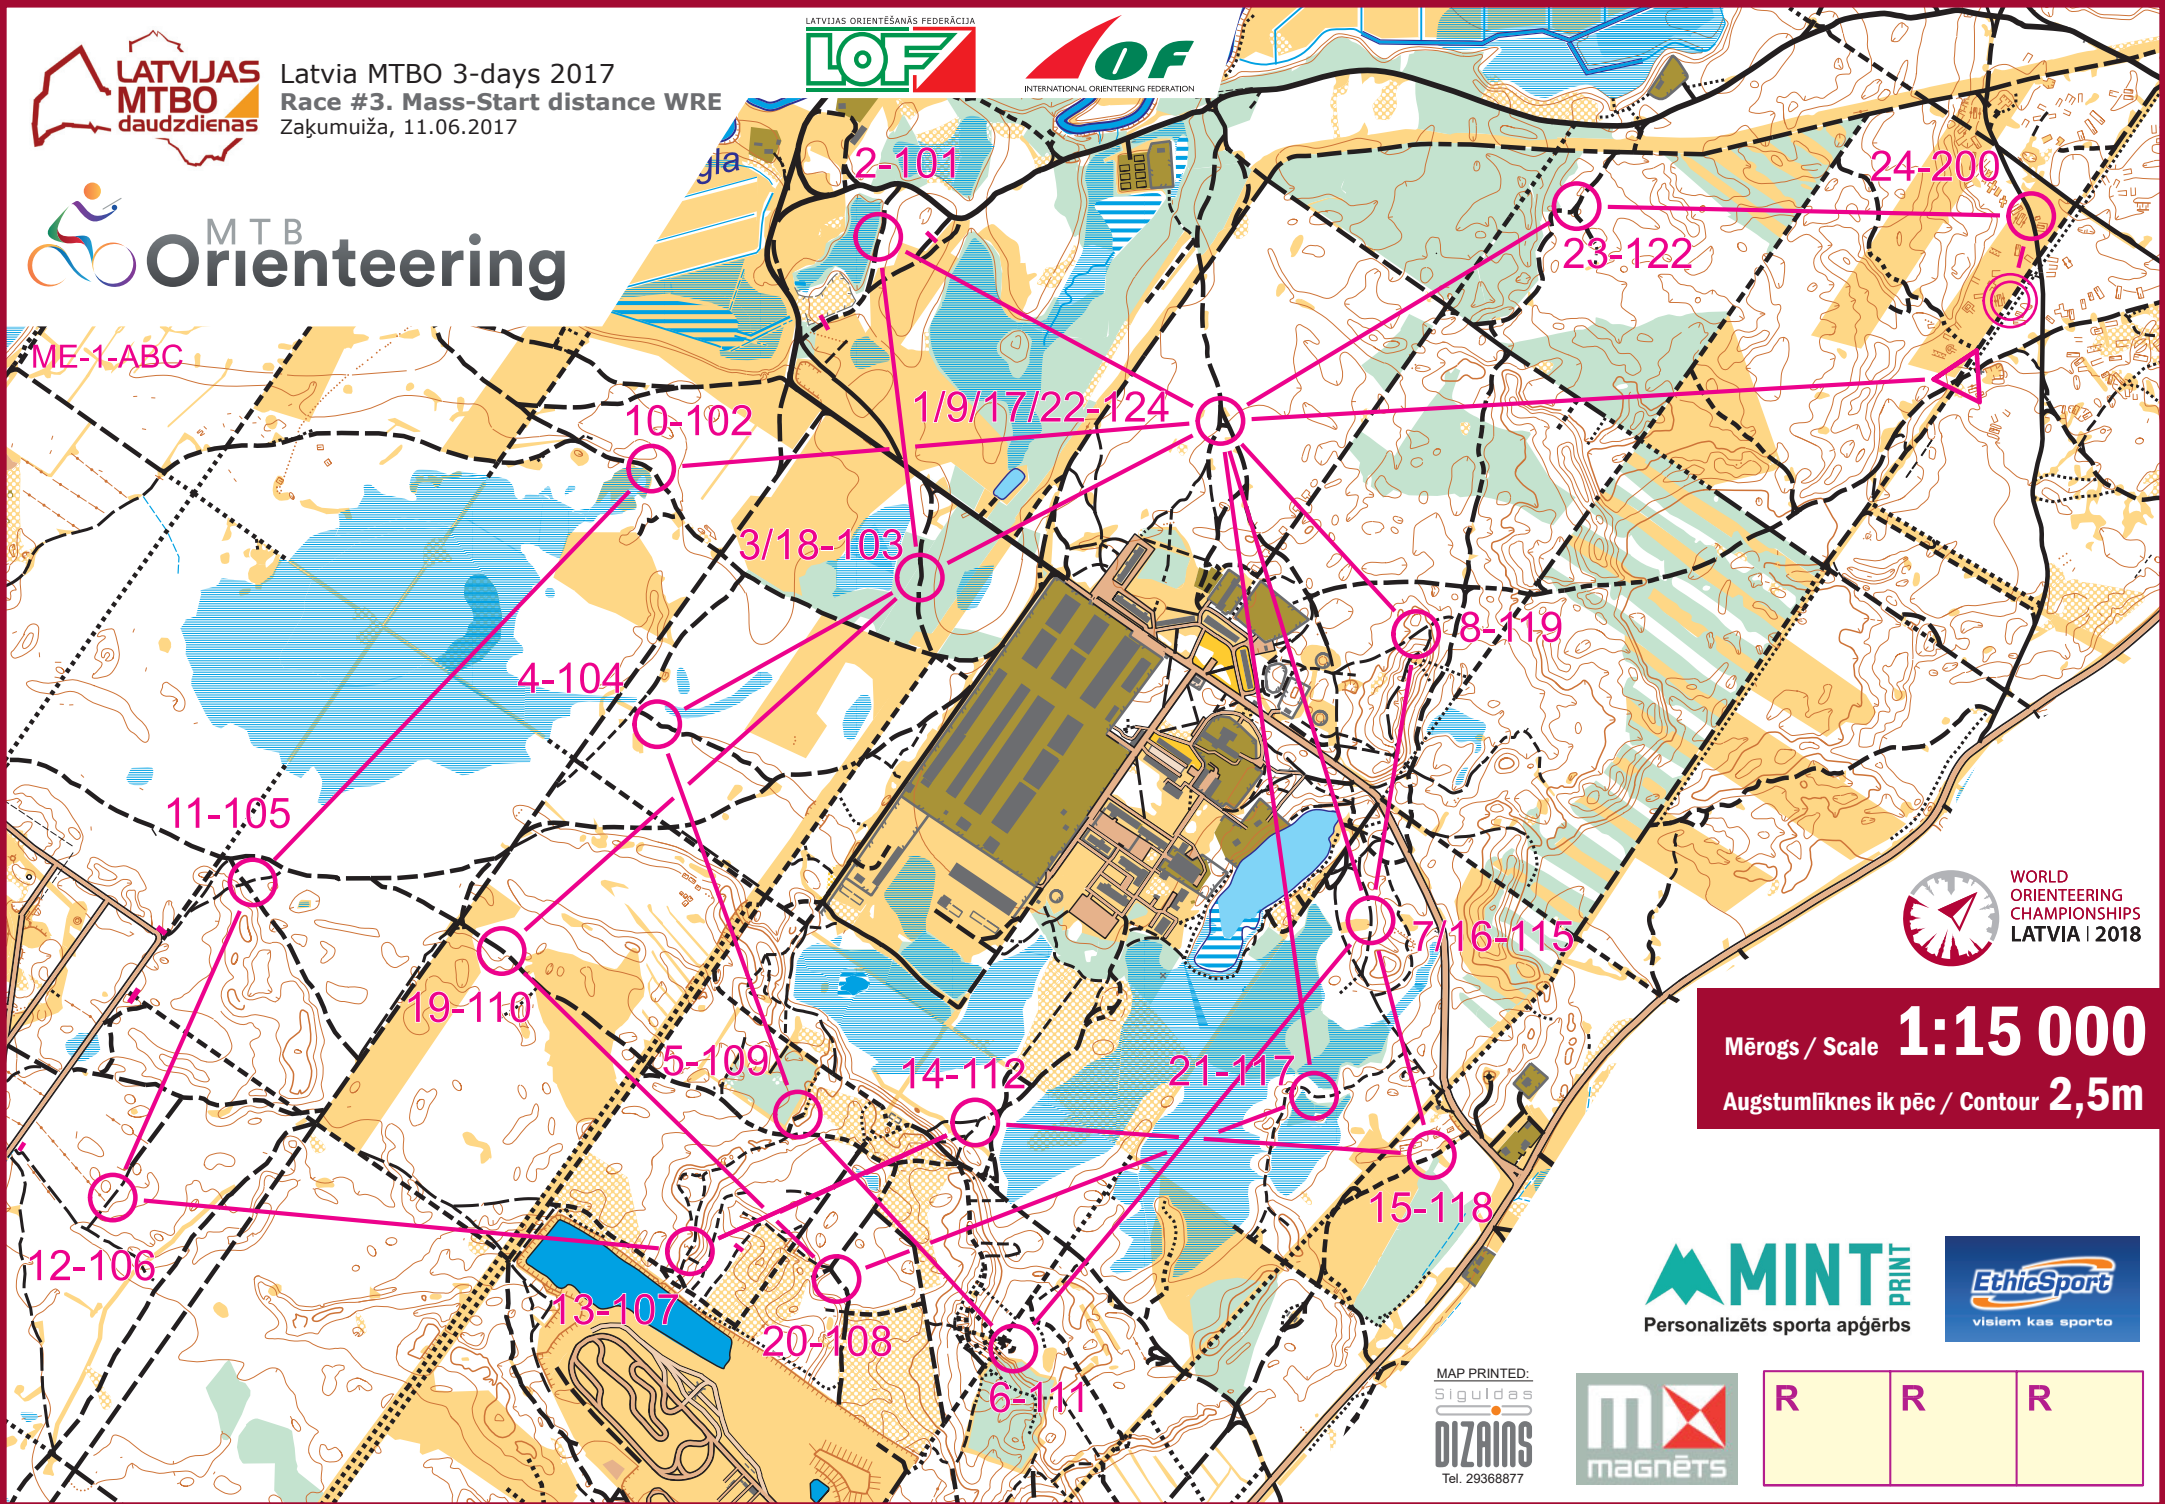 LATVIJAS
MTBO
daudzdienas
Latvia MTBO 3-days 2017
Race #3. Mass-Start distance WRE
Zaķumuiža, 11.06.2017
LATVIJAS ORIENTĒŠANĀS FEDERĀCIJA
LOF
IOF
INTERNATIONAL ORIENTEERING FEDERATION
MTB
Orienteering
gla
ME-1-ABC
2-101
24-200
23-122
1/9/17/22-124
10-102
3/18-103
8-119
4-104
11-105
7/16-115
19-110
5-109
14-112
21-117
15-118
12-106
13-107
20-108
6-111
WORLD
ORIENTEERING
CHAMPIONSHIPS
LATVIA | 2018
Mērogs / Scale 1:15 000
Augstumlīknes ik pēc / Contour 2,5m
MINT PRINT
Personalizēts sporta apģērbs
EthicSport
visiem kas sporto
MAP PRINTED:
Siguldas
DIZAINS
Tel. 29368877
MAGNĒTS
R R R